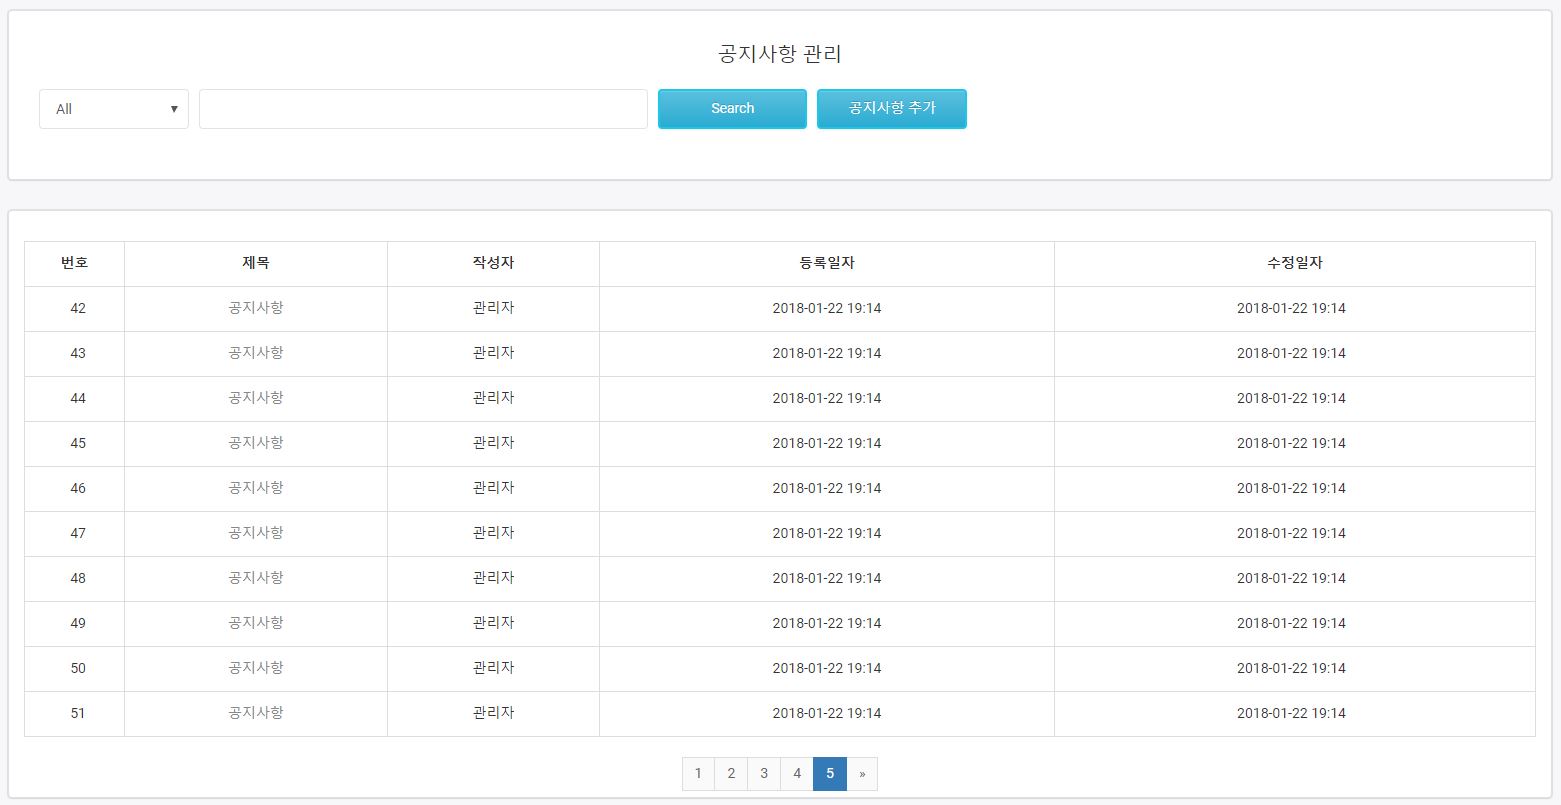 공지사항 관리
All ▼ Search 공지사항 추가
번호 제목 작성자 등록일자 수정일자
42 공지사항 관리자 2018-01-22 19:14 2018-01-22 19:14
43 공지사항 관리자 2018-01-22 19:14 2018-01-22 19:14
44 공지사항 관리자 2018-01-22 19:14 2018-01-22 19:14
45 공지사항 관리자 2018-01-22 19:14 2018-01-22 19:14
46 공지사항 관리자 2018-01-22 19:14 2018-01-22 19:14
47 공지사항 관리자 2018-01-22 19:14 2018-01-22 19:14
48 공지사항 관리자 2018-01-22 19:14 2018-01-22 19:14
49 공지사항 관리자 2018-01-22 19:14 2018-01-22 19:14
50 공지사항 관리자 2018-01-22 19:14 2018-01-22 19:14
51 공지사항 관리자 2018-01-22 19:14 2018-01-22 19:14
1 2 3 4 5 »